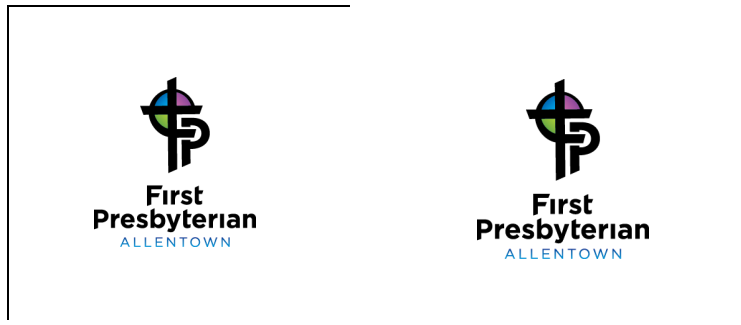 First
Presbyterian
ALLENTOWN
First
Presbyterian
ALLENTOWN